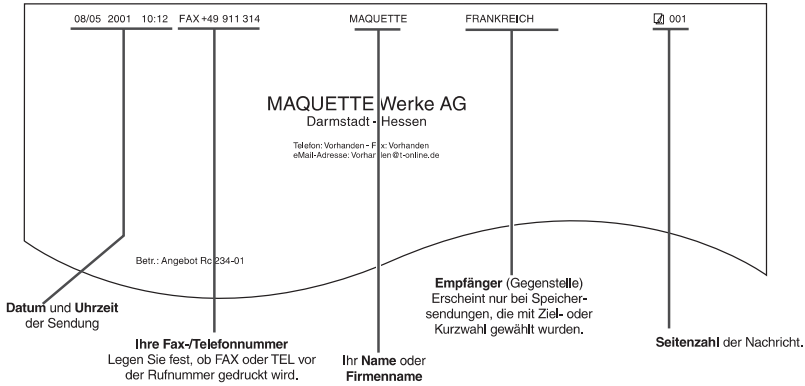 08/05 2001 10:12 FAX +49 911 314 MAQUETTE FRANKREICH 001
MAQUETTE Werke AG
Darmstadt - Hessen
Telefon: Vorhanden - Fax: Vorhanden
eMail-Adresse: Vorhanden@t-online.de
Betr.: Angebot Rc 234-01
Datum und Uhrzeit
der Sendung
Ihre Fax-/Telefonnummer
Legen Sie fest, ob FAX oder TEL vor
der Rufnummer gedruckt wird.
Ihr Name oder
Firmenname
Empfänger (Gegenstelle)
Erscheint nur bei Speicher-
sendungen, die mit Ziel- oder
Kurzwahl gewählt wurden.
Seitenzahl der Nachricht.